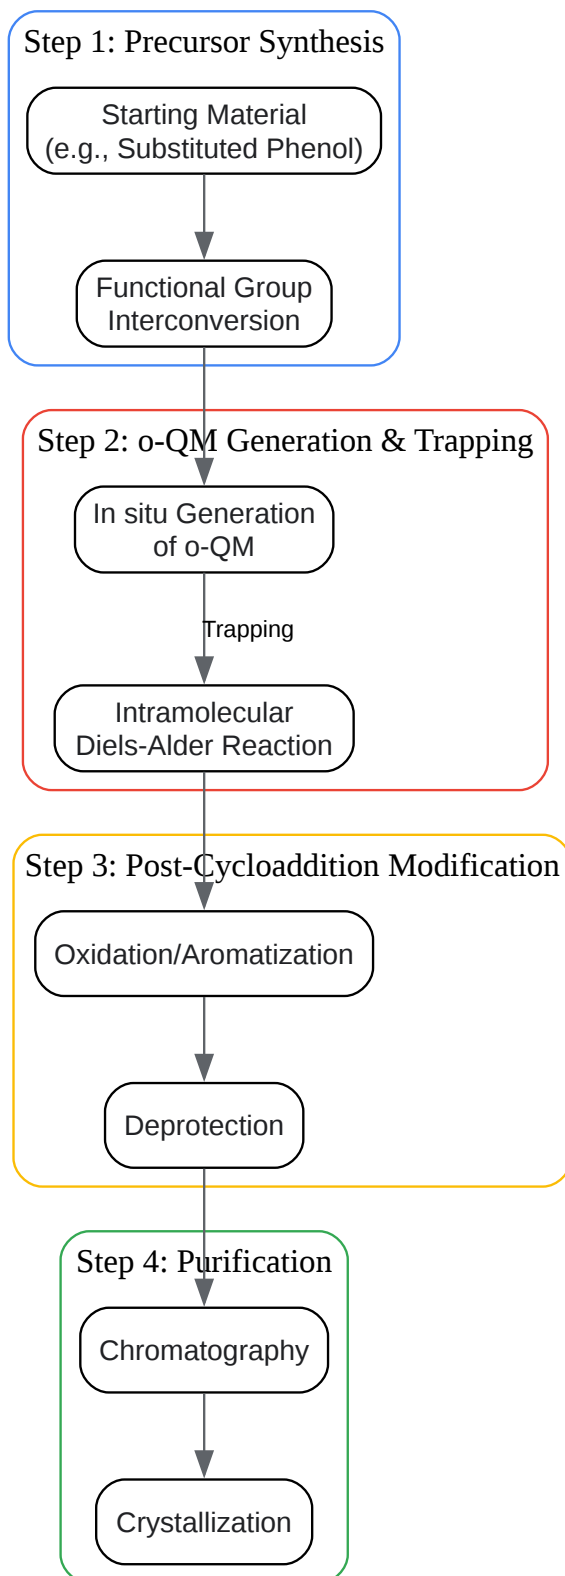 Step 1: Precursor Synthesis
Starting Material
(e.g., Substituted Phenol)
Functional Group
Interconversion
Step 2: o-QM Generation & Trapping
In situ Generation
of o-QM
Trapping
Intramolecular
Diels-Alder Reaction
Step 3: Post-Cycloaddition Modification
Oxidation/Aromatization
Deprotection
Step 4: Purification
Chromatography
Crystallization